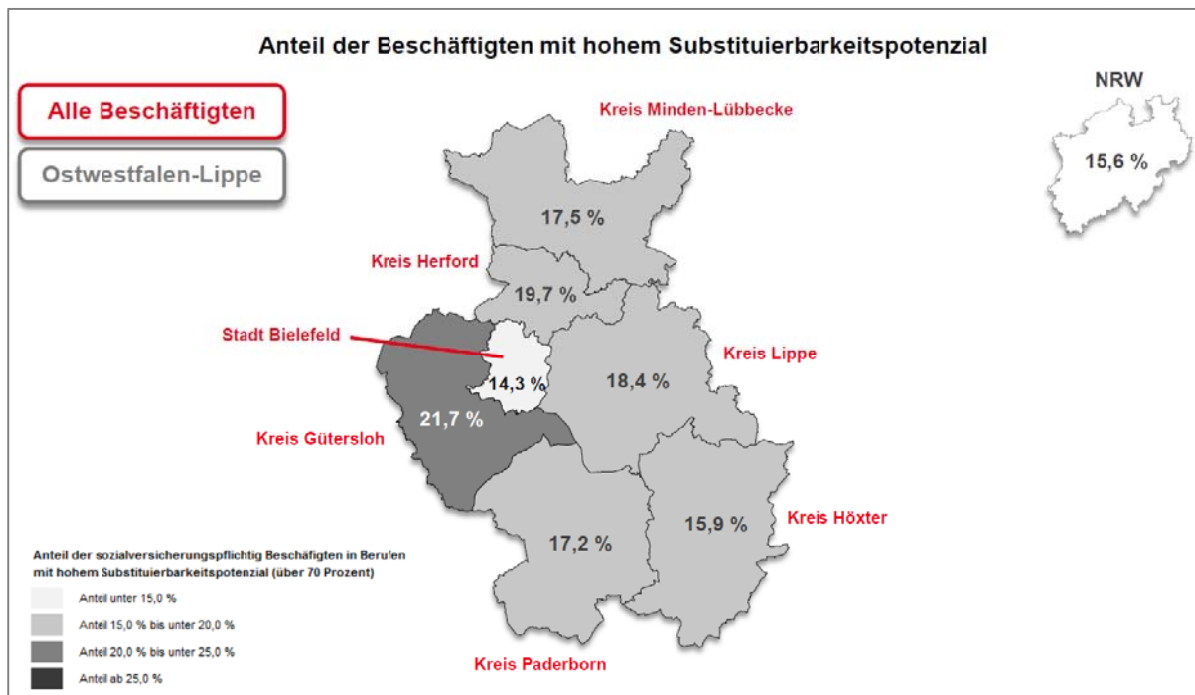 Anteil der Beschäftigten mit hohem Substituierbarkeitspotenzial
Alle Beschäftigten
Ostwestfalen-Lippe
NRW
15,6 %
Kreis Minden-Lübbecke
17,5 %
Kreis Herford
19,7 %
Stadt Bielefeld
14,3 %
Kreis Lippe
18,4 %
21,7 %
Kreis Gütersloh
Kreis Höxter
15,9 %
17,2 %
Kreis Paderborn
Anteil der sozialversicherungspflichtig Beschäfigten in Berufen
mit hohem Substituierbarkeitspotenzial (über 70 Prozent)
Anteil unter 15,0 %
Anteil 15,0 % bis unter 20,0 %
Anteil 20,0 % bis unter 25,0 %
Anteil ab 25,0 %